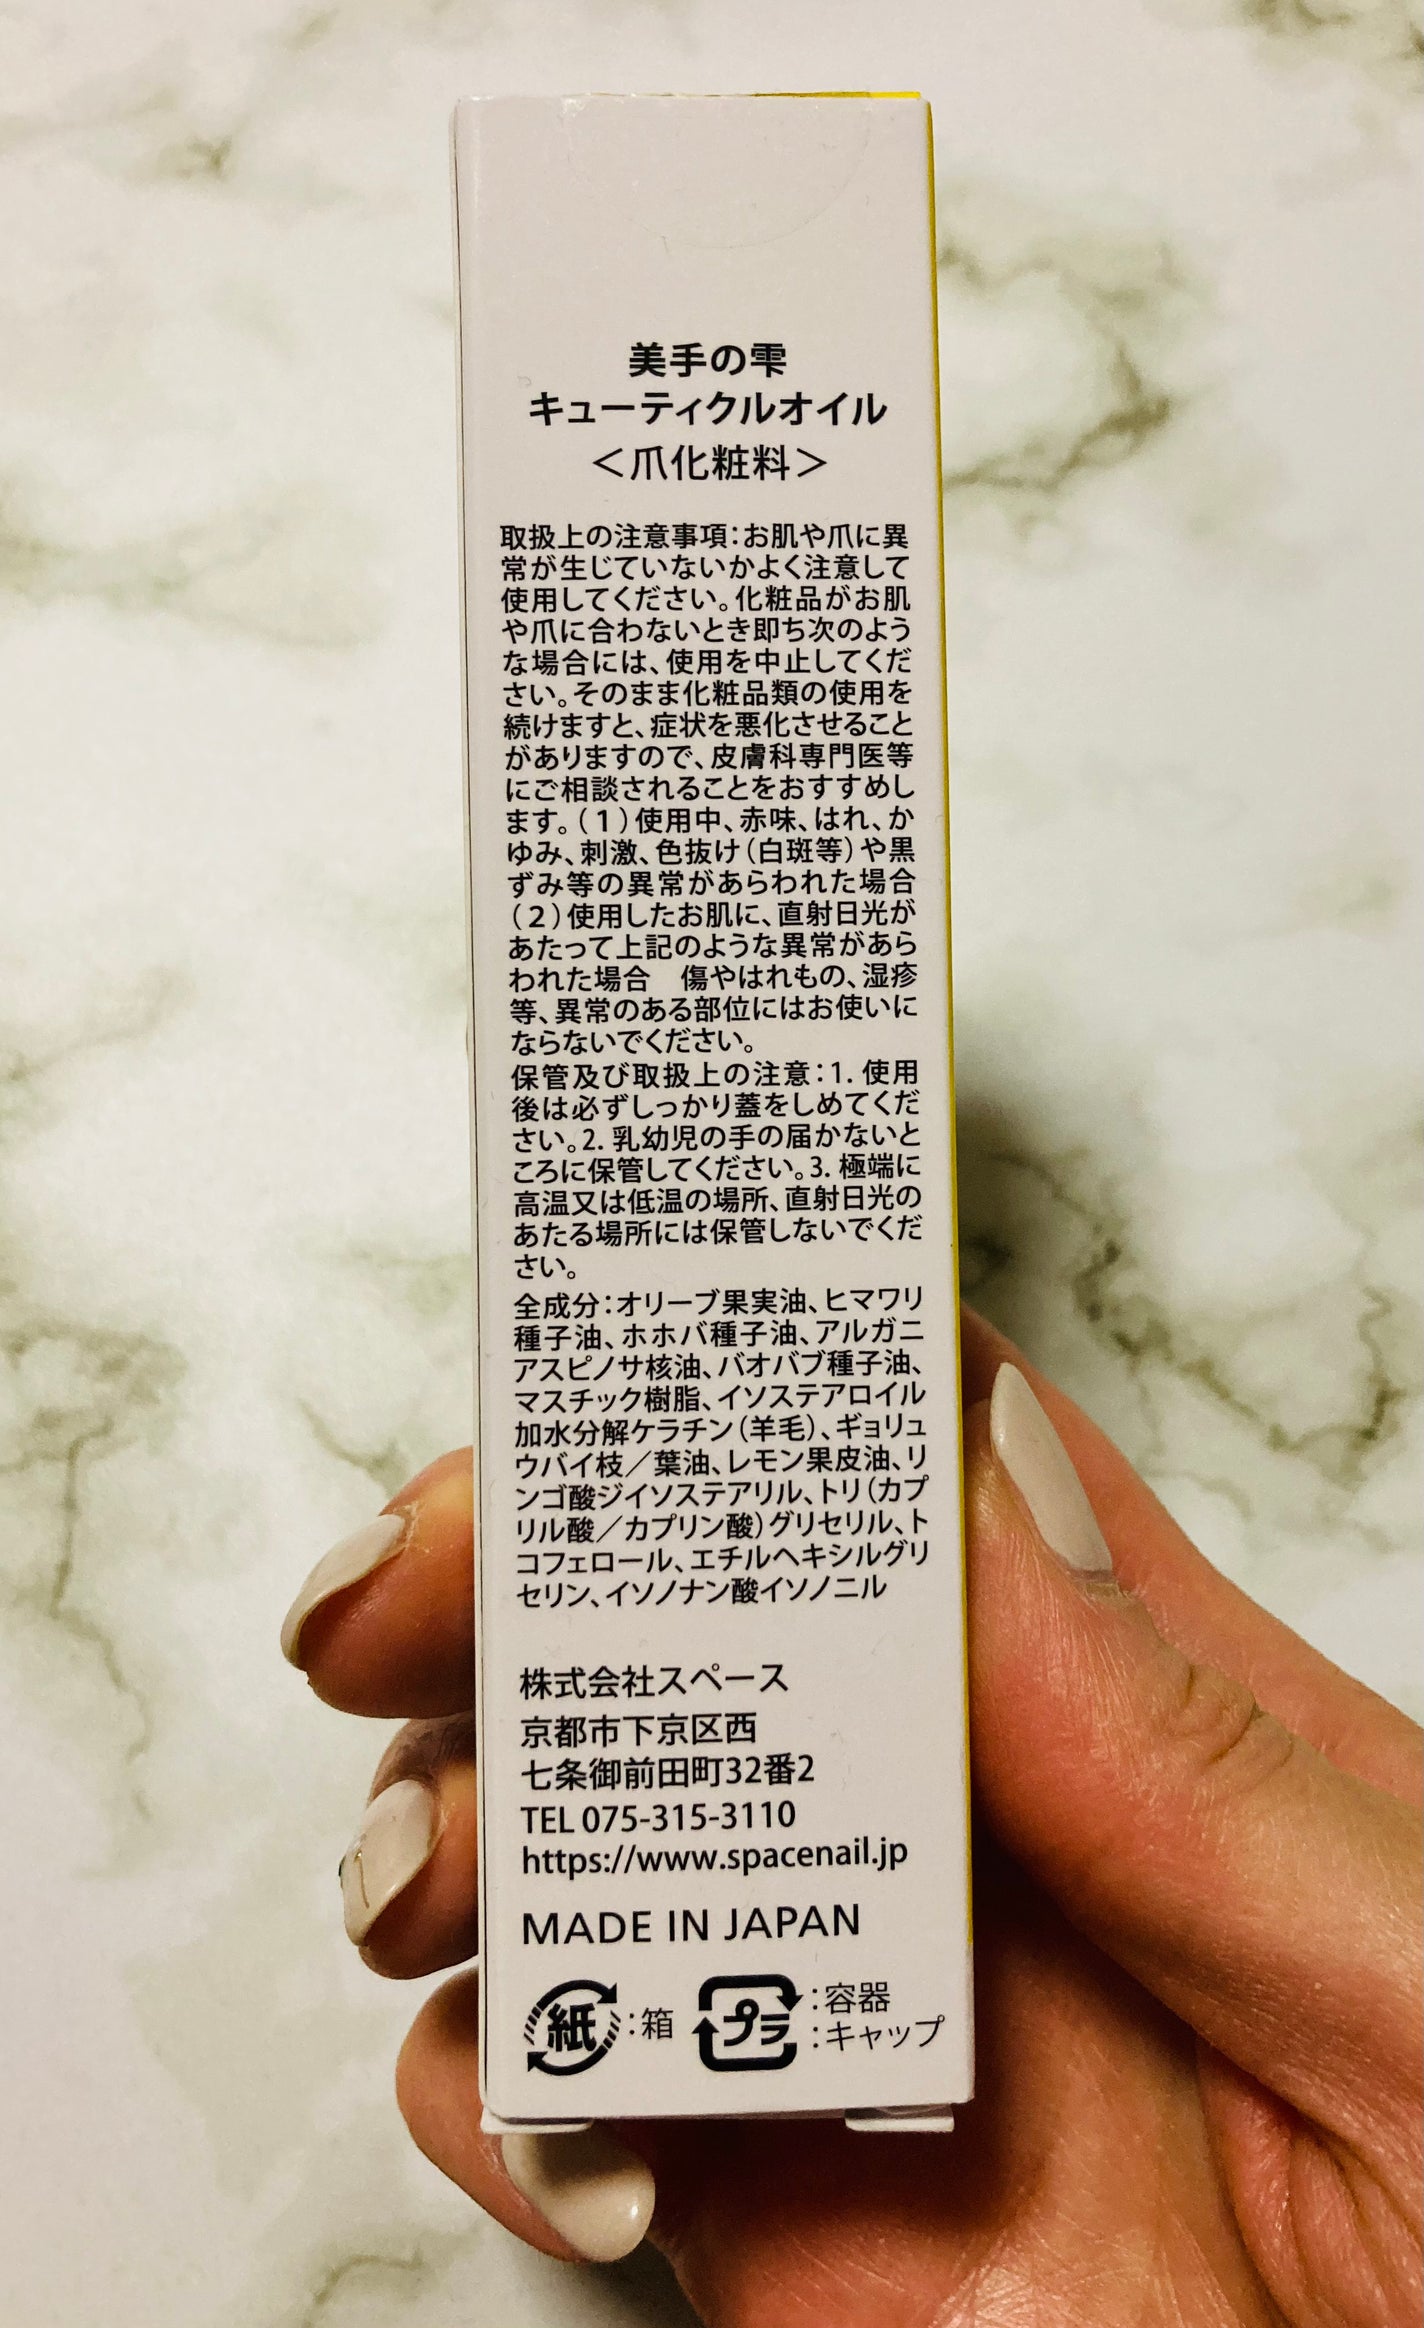 美手の雫
キューティクルオイル
＜爪化粧料＞
取扱上の注意事項：お肌や爪に異
常が生じていないかよく注意して
使用してください。化粧品がお肌
や爪に合わないとき即ち次のよう
な場合には、使用を中止してくだ
さい。そのまま化粧品類の使用を
続けますと、症状を悪化させること
がありますので、皮膚科専門医等
にご相談されることをおすすめし
ます。（１）使用中、赤味、はれ、か
ゆみ、刺激、色抜け（白斑等）や黒
ずみ等の異常があらわれた場合
（２）使用したお肌に、直射日光が
あたって上記のような異常があら
われた場合　傷やはれもの、湿疹
等、異常のある部位にはお使いに
ならないでください。
保管及び取扱上の注意：1. 使用
後は必ずしっかり蓋をしめてくだ
さい。2. 乳幼児の手の届かないと
ころに保管してください。3. 極端に
高温又は低温の場所、直射日光の
あたる場所には保管しないでくだ
さい。
全成分：オリーブ果実油、ヒマワリ
種子油、ホホバ種子油、アルガニ
アスピノサ核油、バオバブ種子油、
マスチック樹脂、イソステアロイル
加水分解ケラチン（羊毛）、ギョリュ
ウバイ枝／葉油、レモン果皮油、リ
ンゴ酸ジイソステアリル、トリ（カプ
リル酸／カプリン酸）グリセリル、ト
コフェロール、エチルヘキシルグリ
セリン、イソノナン酸イソノニル
株式会社スペース
京都市下京区西
七条御前田町32番2
TEL 075-315-3110
https://www.spacenail.jp
MADE IN JAPAN
紙：箱 プラ：容器
：キャップ